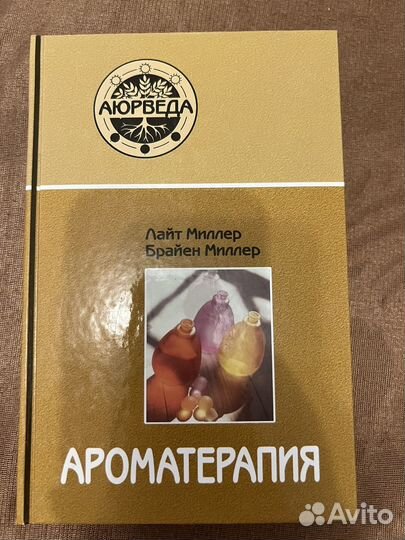 АЮРВЕДА
Лайт Миллер
Брайен Миллер
АРОМАТЕРАПИЯ
Avito